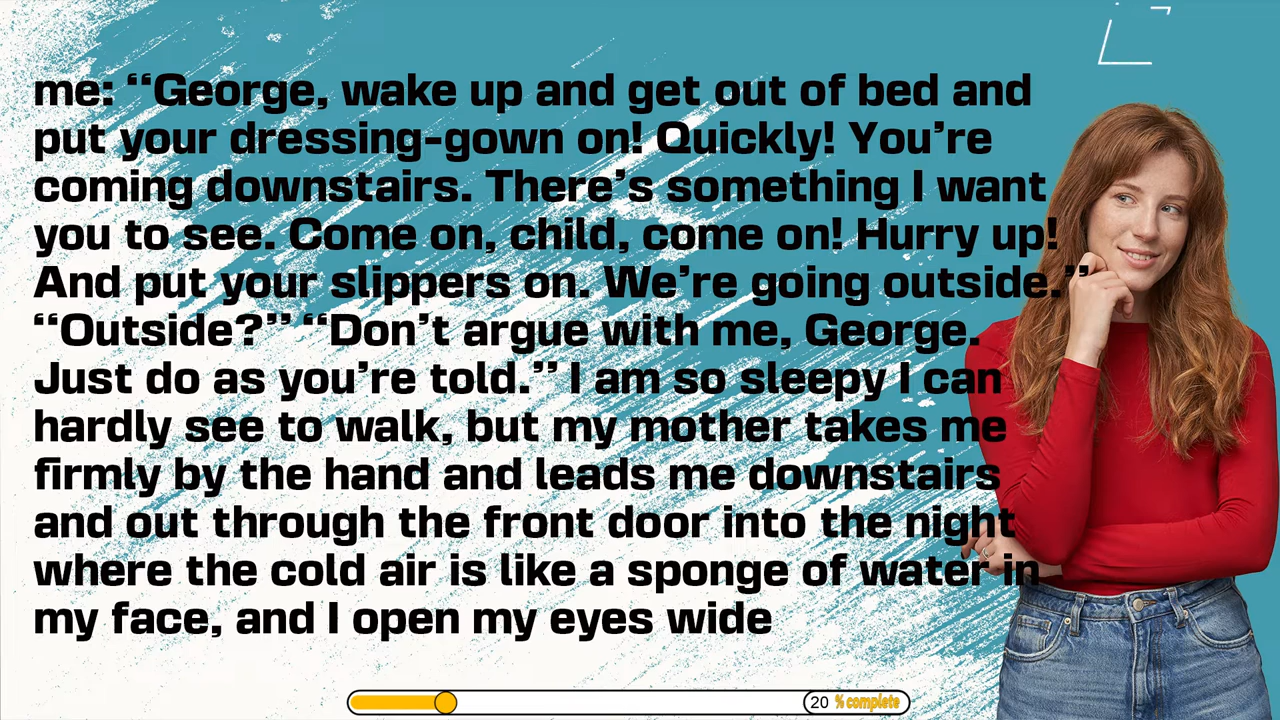 me: “George, wake up and get out of bed and
put your dressing-gown on! Quickly! You’re
coming downstairs. There’s something I want
you to see. Come on, child, come on! Hurry up!
And put your slippers on. We’re going outside.”
“Outside?” “Don’t argue with me, George.
Just do as you’re told.” I am so sleepy I can
hardly see to walk, but my mother takes me
firmly by the hand and leads me downstairs
and out through the front door into the night
where the cold air is like a sponge of water in
my face, and I open my eyes wide
20 % complete